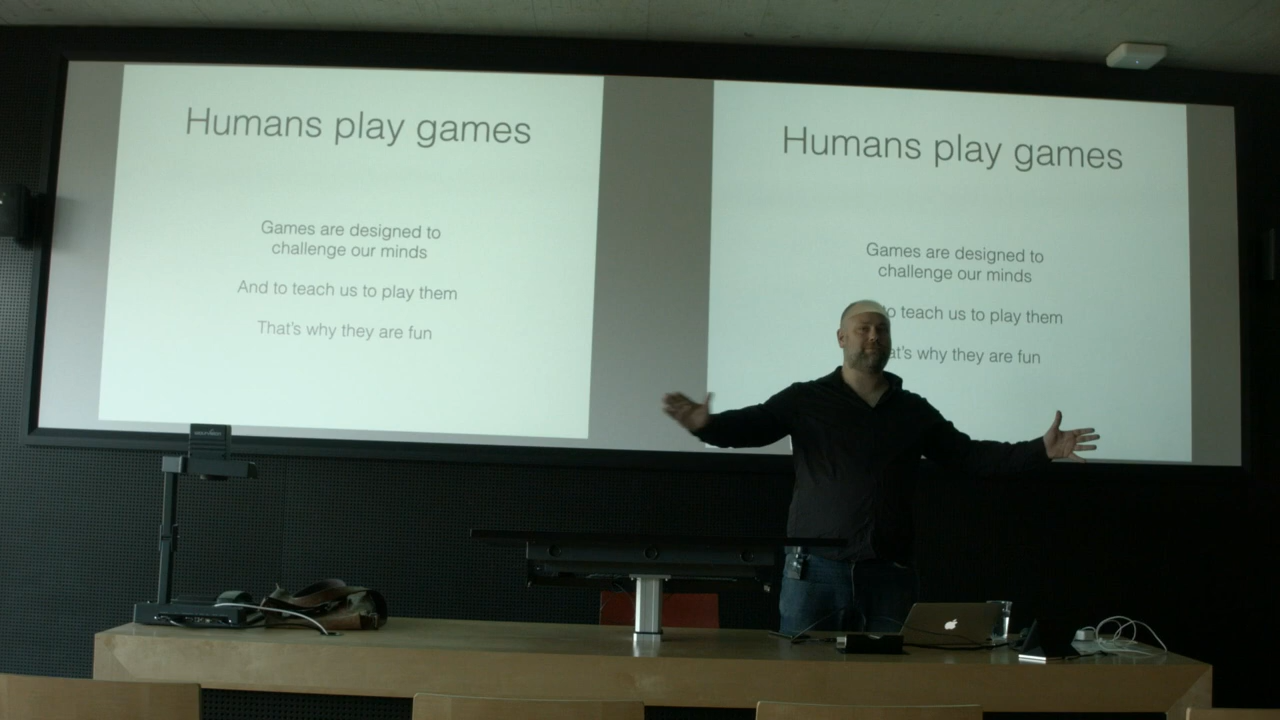 Humans play games
Games are designed to
challenge our minds
And to teach us to play them
That's why they are fun
Humans play games
Games are designed to
challenge our minds
to teach us to play them
why they are fun